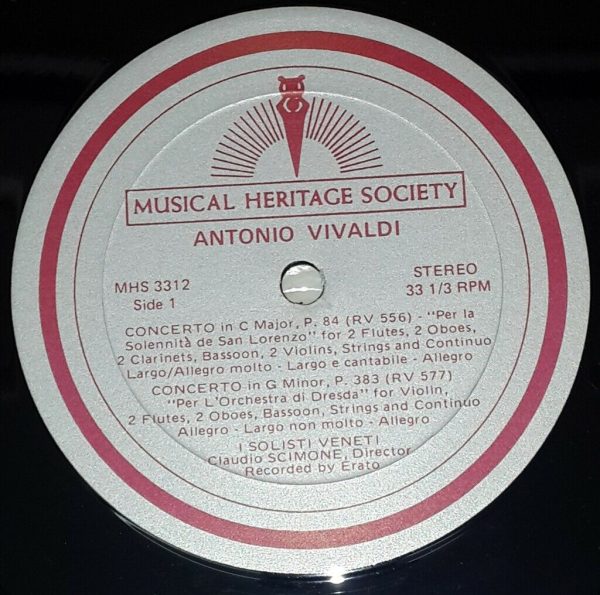 MUSICAL HERITAGE SOCIETY
ANTONIO VIVALDI
MHS 3312
Side 1
STEREO
33 1/3 RPM
CONCERTO in C Major, P. 84 (RV 556) - "Per la
Solennità de San Lorenzo" for 2 Flutes, 2 Oboes,
2 Clarinets, Bassoon, 2 Violins, Strings and Continuo
Largo/Allegro molto - Largo e cantabile - Allegro
CONCERTO in G Minor, P. 383 (RV 577)
"Per L'Orchestra di Dresda" for Violin,
2 Flutes, 2 Oboes, Bassoon, Strings and Continuo
Allegro - Largo non molto - Allegro
I SOLISTI VENETI
Claudio SCIMONE, Director
Recorded by Erato